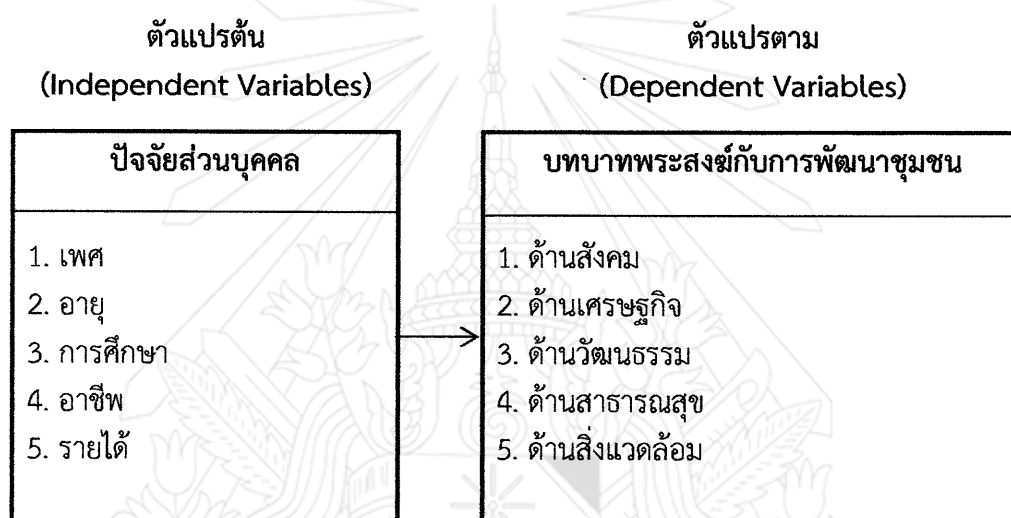 ตัวแปรต้น
(Independent Variables)
ปัจจัยส่วนบุคคล
1. เพศ
2. อายุ
3. การศึกษา
4. อาชีพ
5. รายได้
ตัวแปรตาม
(Dependent Variables)
บทบาทพระสงฆ์กับการพัฒนาชุมชน
1. ด้านสังคม
2. ด้านเศรษฐกิจ
3. ด้านวัฒนธรรม
4. ด้านสาธารณสุข
5. ด้านสิ่งแวดล้อม